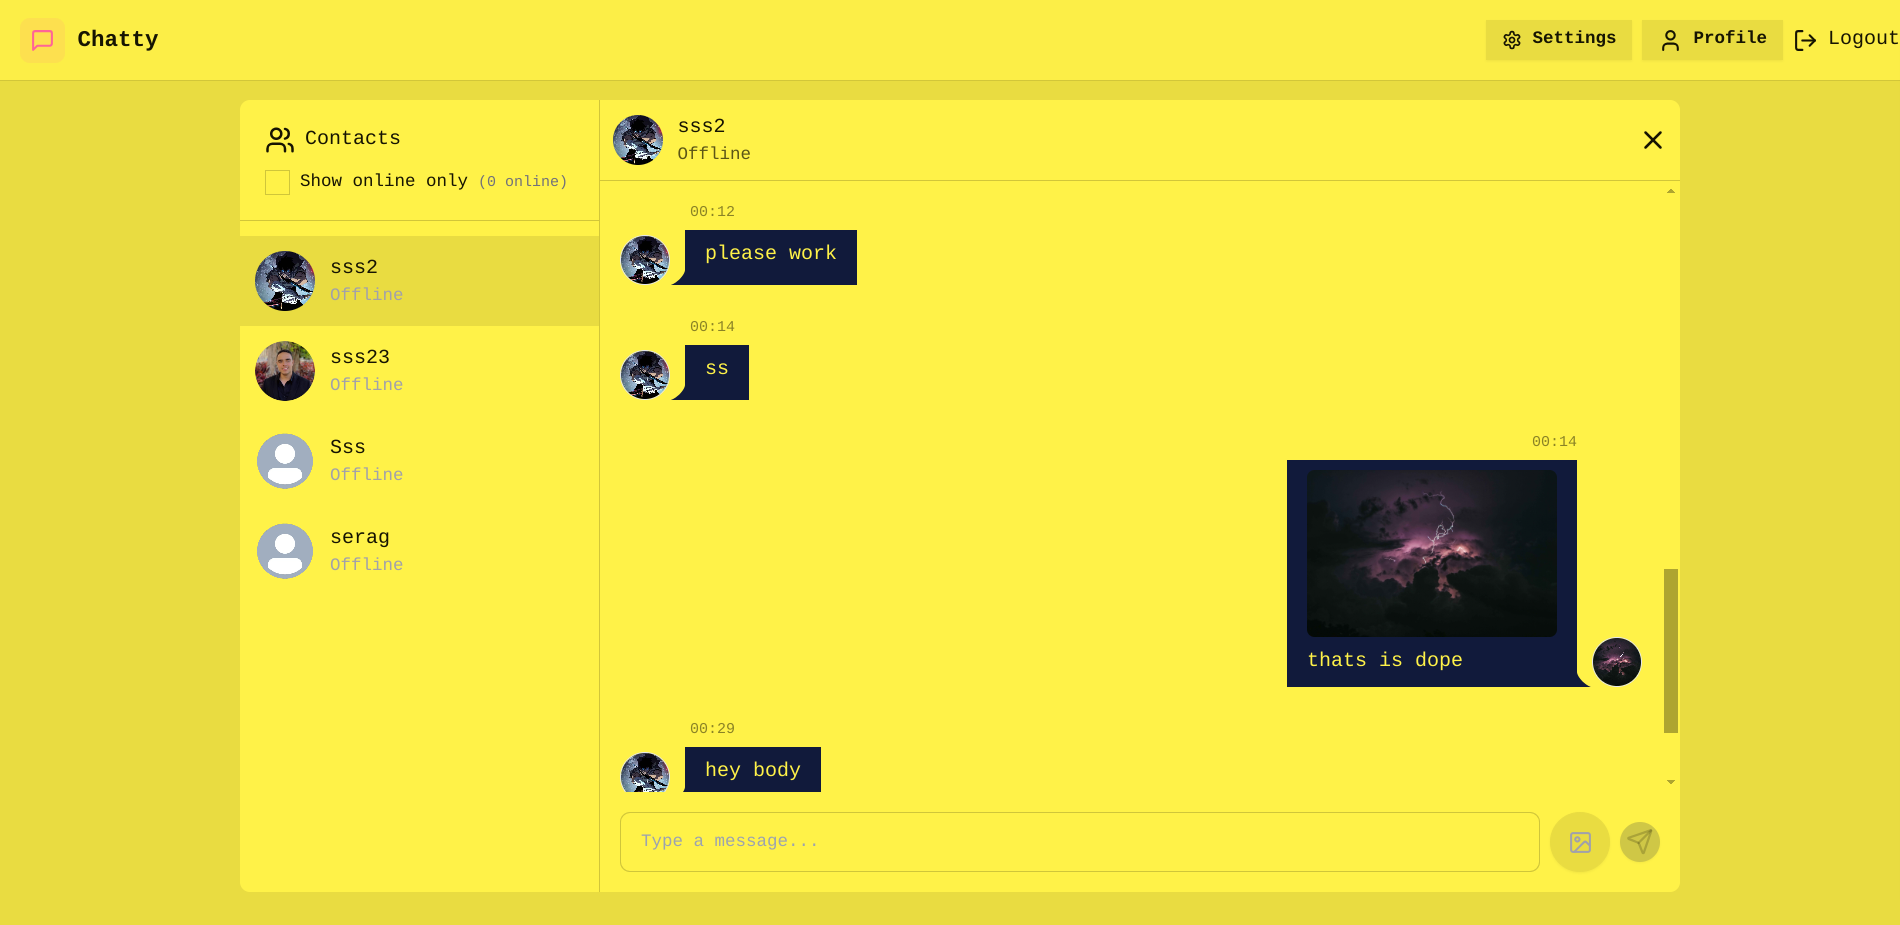 Chatty
Settings
Profile
Logout
Contacts
Show online only (0 online)
sss2
Offline
sss23
Offline
Sss
Offline
serag
Offline
sss2
Offline
00:12
please work
00:14
ss
00:14
thats is dope
00:29
hey body
Type a message...